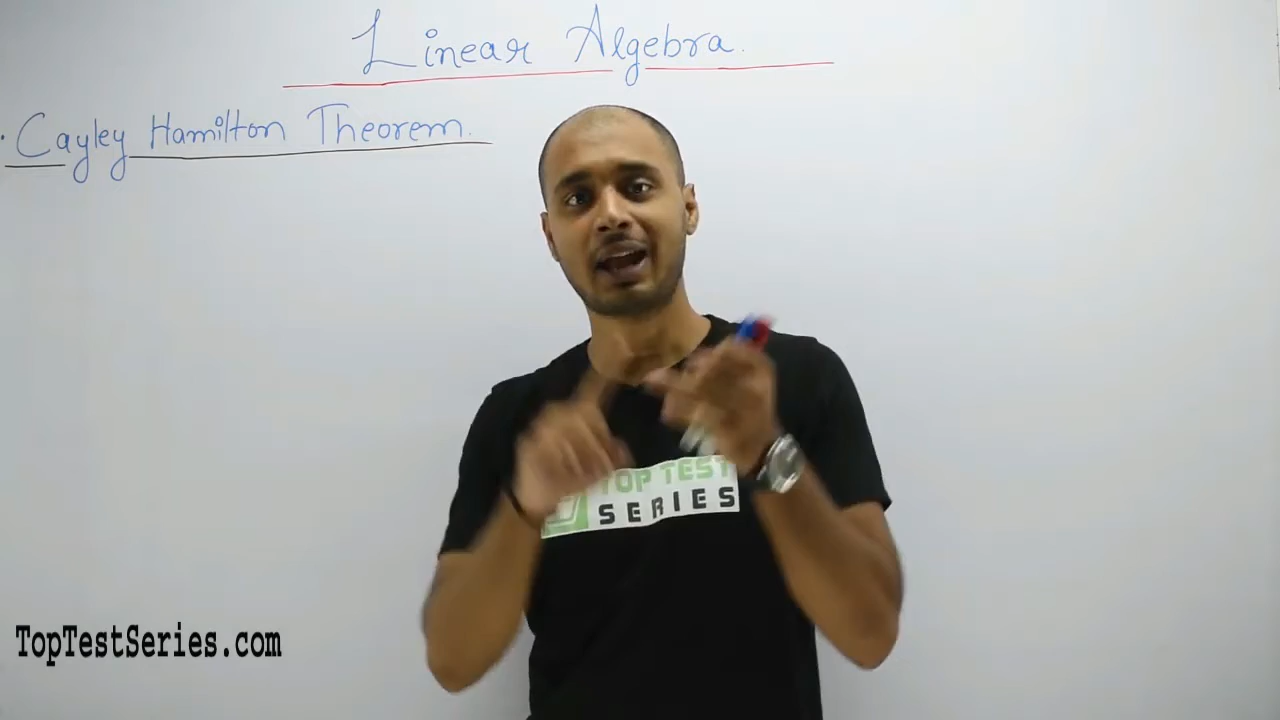 Linear Algebra.
· Cayley Hamilton Theorem.
TOP TEST
SERIES
TopTestSeries.com